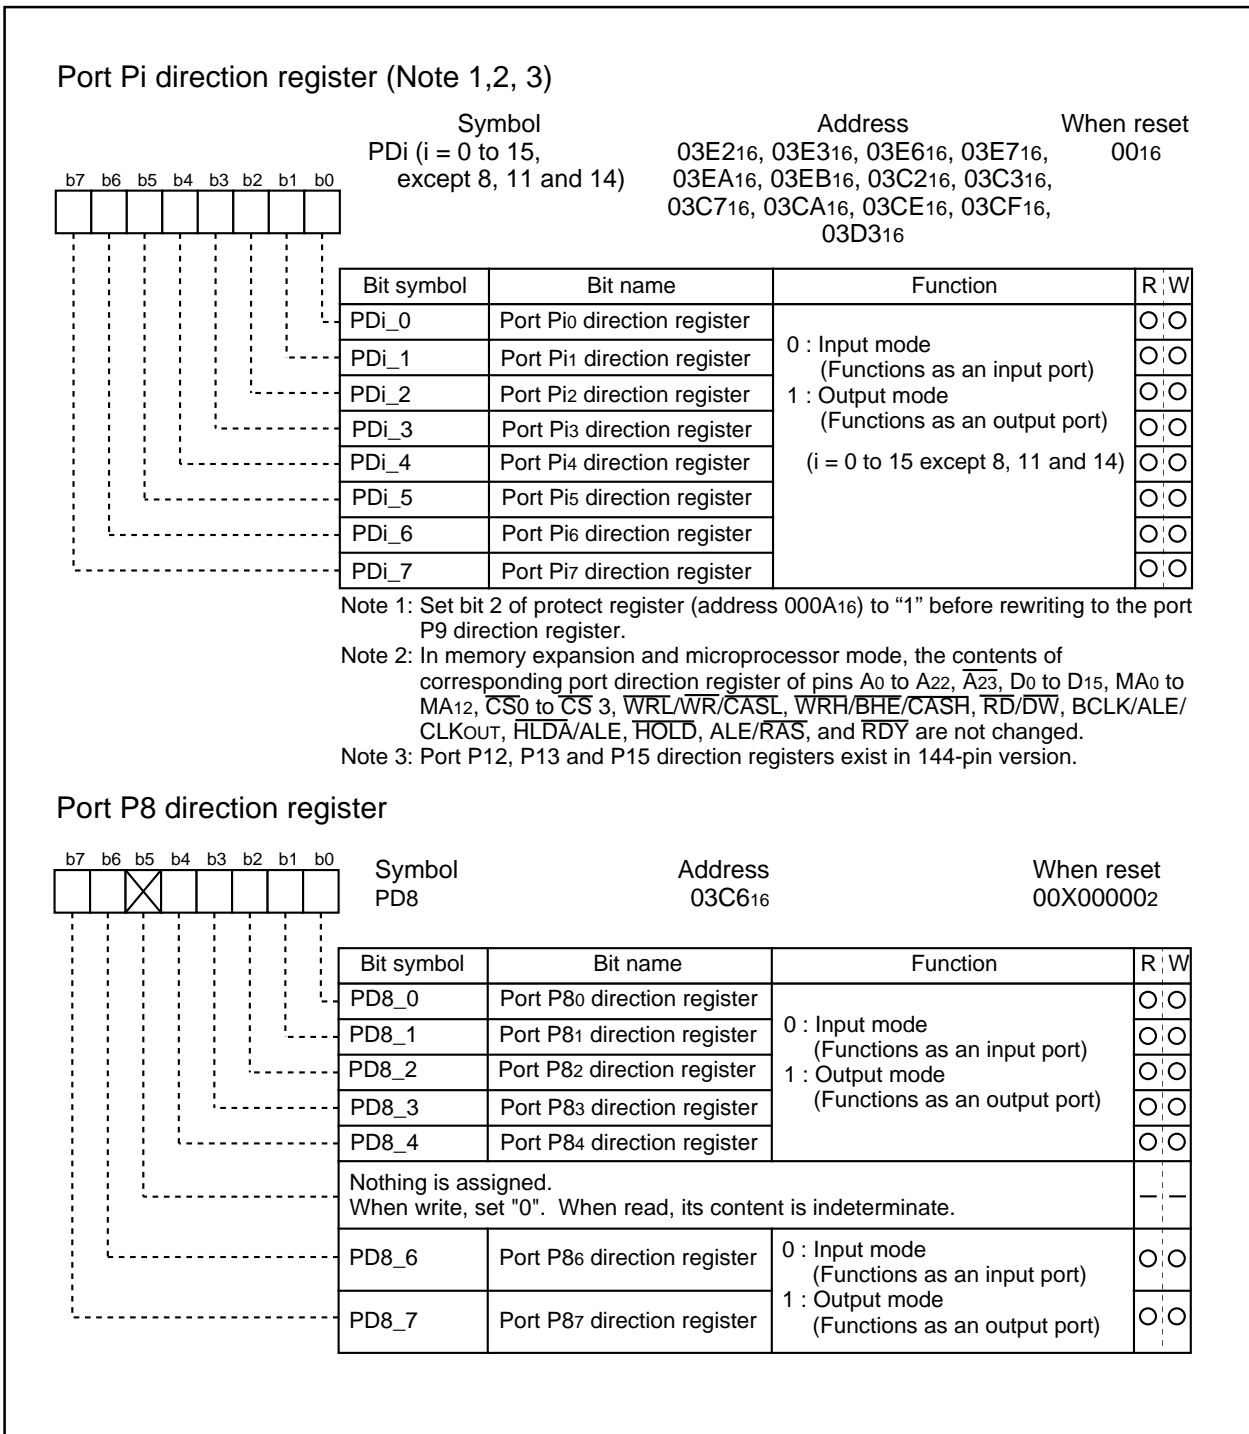 Port Pi direction register (Note 1,2, 3)
Symbol Address When reset
PDi (i = 0 to 15, 03E216, 03E316, 03E616, 03E716, 0016
except 8, 11 and 14) 03EA16, 03EB16, 03C216, 03C316,
03C716, 03CA16, 03CE16, 03CF16,
03D316
b7 b6 b5 b4 b3 b2 b1 b0
Bit symbol Bit name Function R W
PDi_0 Port Pi0 direction register
PDi_1 Port Pi1 direction register
PDi_2 Port Pi2 direction register
PDi_3 Port Pi3 direction register
PDi_4 Port Pi4 direction register
PDi_5 Port Pi5 direction register
PDi_6 Port Pi6 direction register
PDi_7 Port Pi7 direction register
0 : Input mode
(Functions as an input port)
1 : Output mode
(Functions as an output port)
(i = 0 to 15 except 8, 11 and 14)
Note 1: Set bit 2 of protect register (address 000A16) to “1” before rewriting to the port
P9 direction register.
Note 2: In memory expansion and microprocessor mode, the contents of
corresponding port direction register of pins A0 to A22, A23, D0 to D15, MA0 to
MA12, CS0 to CS 3, WRL/WR/CASL, WRH/BHE/CASH, RD/DW, BCLK/ALE/
CLKOUT, HLDA/ALE, HOLD, ALE/RAS, and RDY are not changed.
Note 3: Port P12, P13 and P15 direction registers exist in 144-pin version.
Port P8 direction register
b7 b6 b5 b4 b3 b2 b1 b0
Symbol Address When reset
PD8 03C616 00X000002
Bit symbol Bit name Function R W
PD8_0 Port P80 direction register
PD8_1 Port P81 direction register
PD8_2 Port P82 direction register
PD8_3 Port P83 direction register
PD8_4 Port P84 direction register
0 : Input mode
(Functions as an input port)
1 : Output mode
(Functions as an output port)
Nothing is assigned.
When write, set "0". When read, its content is indeterminate.
PD8_6 Port P86 direction register
PD8_7 Port P87 direction register
0 : Input mode
(Functions as an input port)
1 : Output mode
(Functions as an output port)